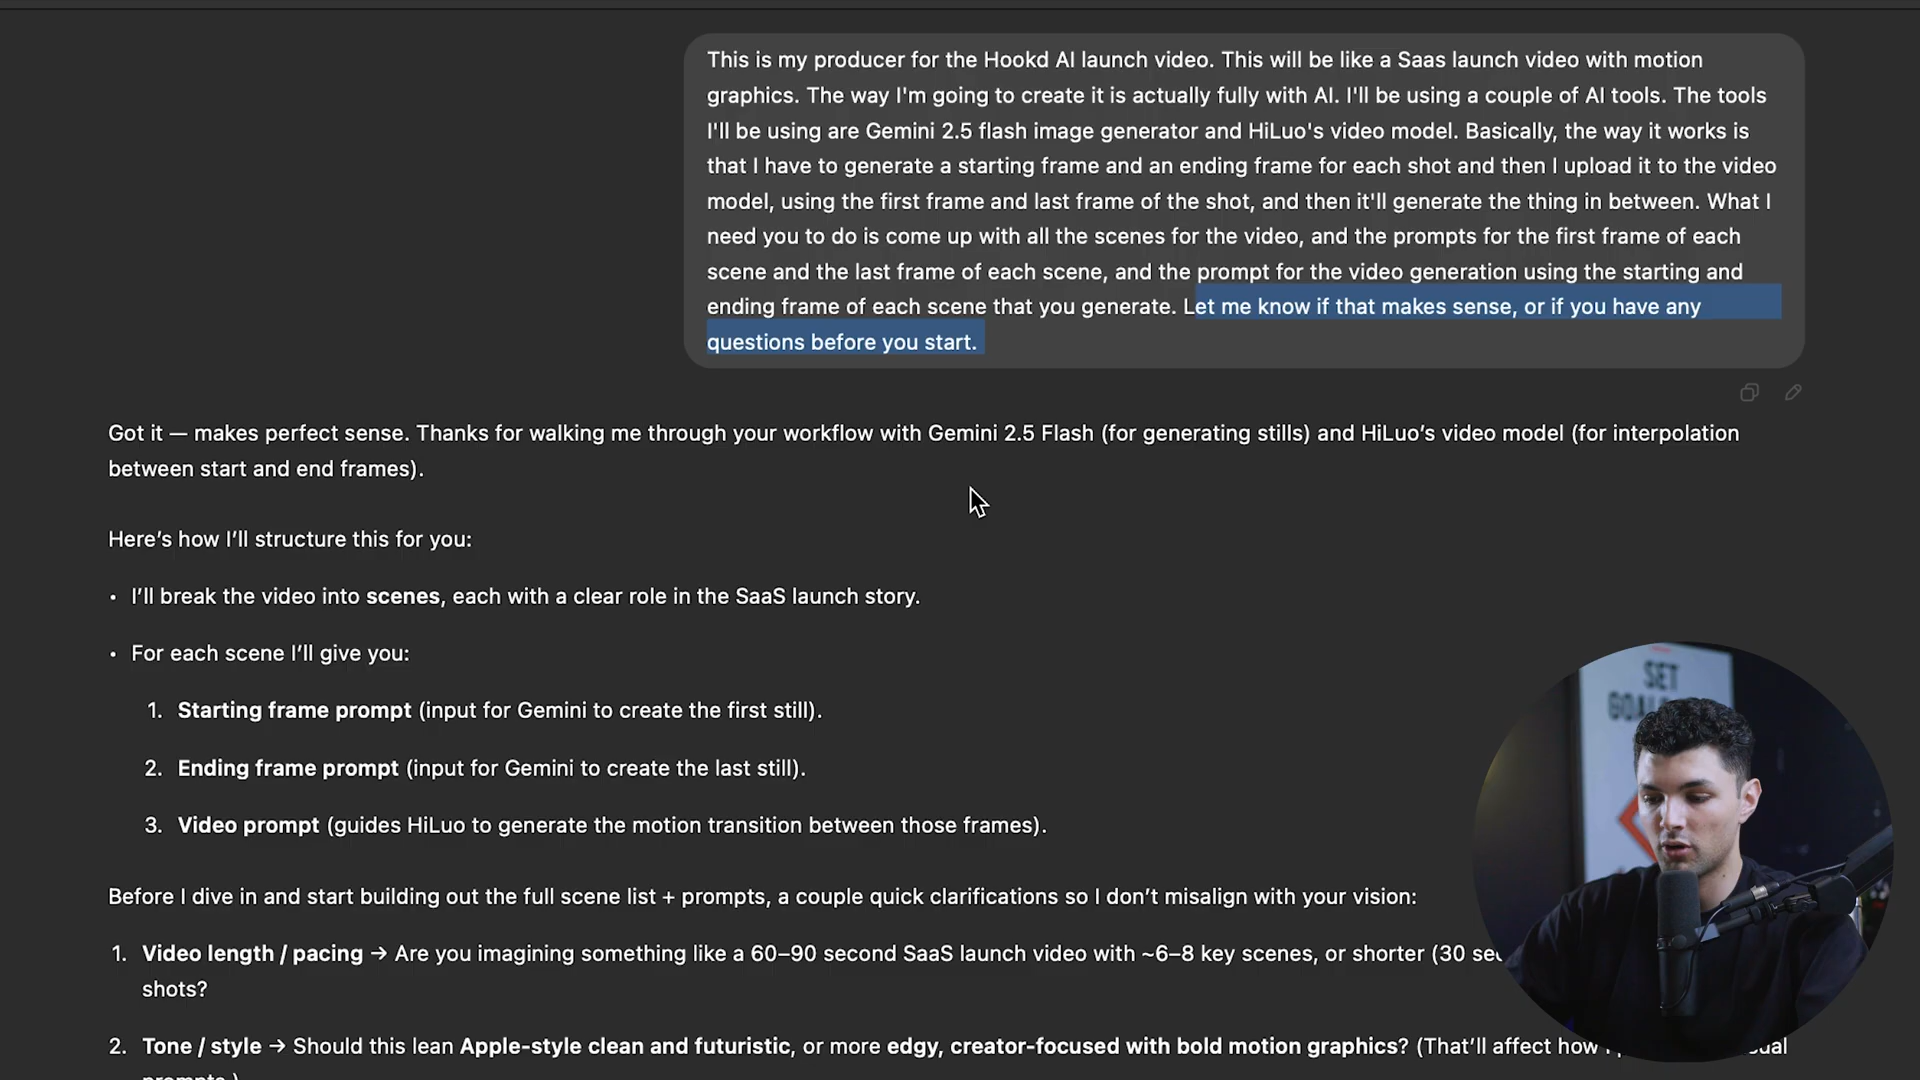 This is my producer for the Hookd AI launch video. This will be like a Saas launch video with motion
graphics. The way I'm going to create it is actually fully with AI. I'll be using a couple of AI tools. The tools
I'll be using are Gemini 2.5 flash image generator and HiLuo's video model. Basically, the way it works is
that I have to generate a starting frame and an ending frame for each shot and then I upload it to the video
model, using the first frame and last frame of the shot, and then it'll generate the thing in between. What I
need you to do is come up with all the scenes for the video, and the prompts for the first frame of each
scene and the last frame of each scene, and the prompt for the video generation using the starting and
ending frame of each scene that you generate. Let me know if that makes sense, or if you have any
questions before you start.
Got it — makes perfect sense. Thanks for walking me through your workflow with Gemini 2.5 Flash (for generating stills) and HiLuo’s video model (for interpolation
between start and end frames).
Here’s how I’ll structure this for you:
• I’ll break the video into scenes, each with a clear role in the SaaS launch story.
• For each scene I’ll give you:
1. Starting frame prompt (input for Gemini to create the first still).
2. Ending frame prompt (input for Gemini to create the last still).
3. Video prompt (guides HiLuo to generate the motion transition between those frames).
SET
Before I dive in and start building out the full scene list + prompts, a couple quick clarifications so I don’t misalign with your vision:
1. Video length / pacing → Are you imagining something like a 60–90 second SaaS launch video with ~6–8 key scenes, or shorter (30
shots?
2. Tone / style → Should this lean Apple-style clean and futuristic, or more edgy, creator-focused with bold motion graphics? (That’ll affect how